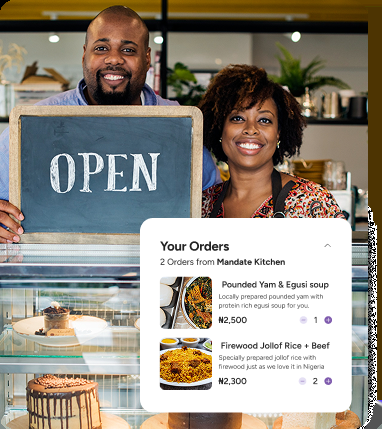 OPEN
Your Orders
2 Orders from Mandate Kitchen
Pounded Yam & Egusi soup
Locally prepared pounded yam with
protein rich egusi soup for you.
₦2,500
1
Firewood Jollof Rice + Beef
Specially prepared jollof rice with
firewood just as we love it in Nigeria
₦2,300
2